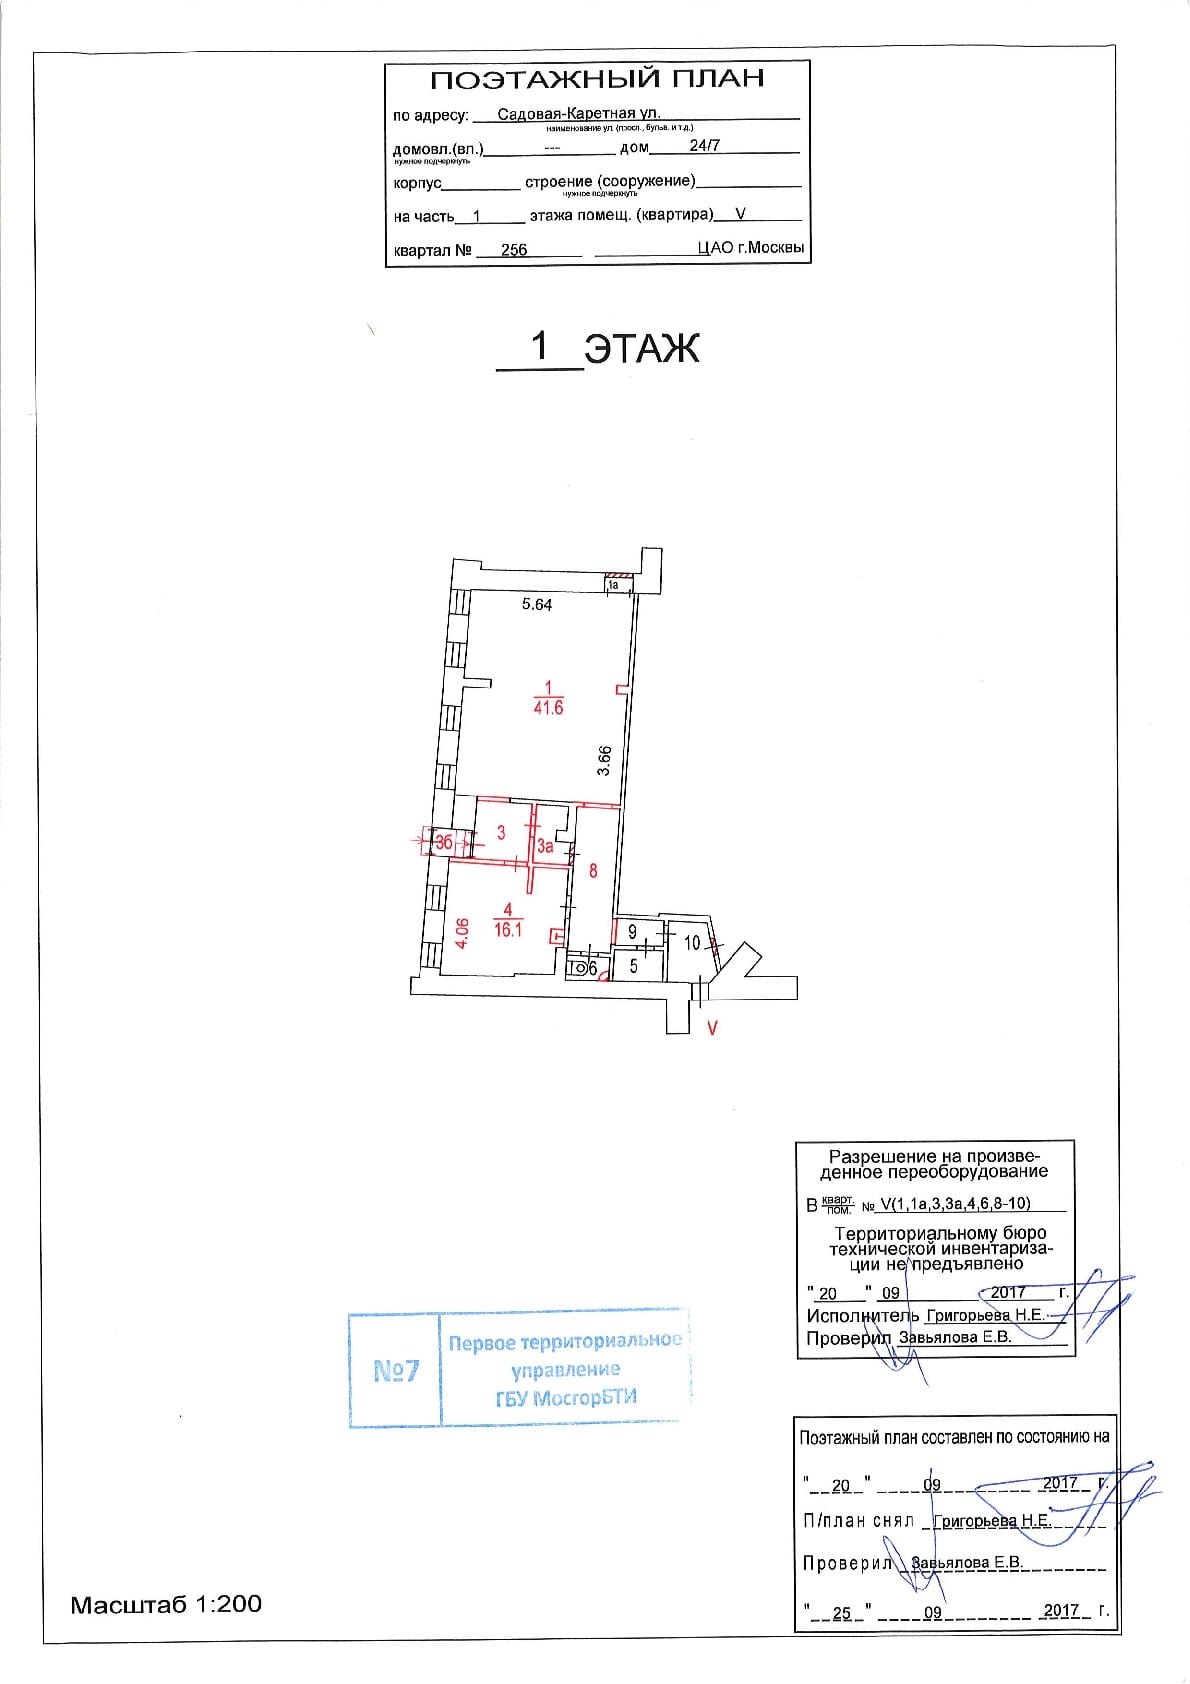 ПОЭТАЖНЫЙ ПЛАН
по адресу: Садовая-Каретная ул.
наименование ул. (просп., бульв. и т.д.)
домовл.(вл.) --- дом 24/7
нужное подчеркнуть
корпус строение (сооружение)
нужное подчеркнуть
на часть 1 этажа помещ. (квартира) V
квартал № 256 ЦАО г.Москвы
1 ЭТАЖ
1а
5.64
1
41.6
3.66
3
3б
3а
8
4
16.1
4.06
9
10
6
5
V
Разрешение на произве-
денное переоборудование
В кварт. пом. № V(1,1а,3,3а,4,6,8-10)
Территориальному бюро
технической инвентариза-
ции не предъявлено
"20" 09 2017 г.
Исполнитель Григорьева Н.Е.
Проверил Завьялова Е.В.
№7
Первое территориальное
управление
ГБУ МосгорБТИ
Поэтажный план составлен по состоянию на
"20" 09 2017 г.
П/план снял Григорьева Н.Е.
Проверил Завьялова Е.В.
"25" 09 2017 г.
Масштаб 1:200